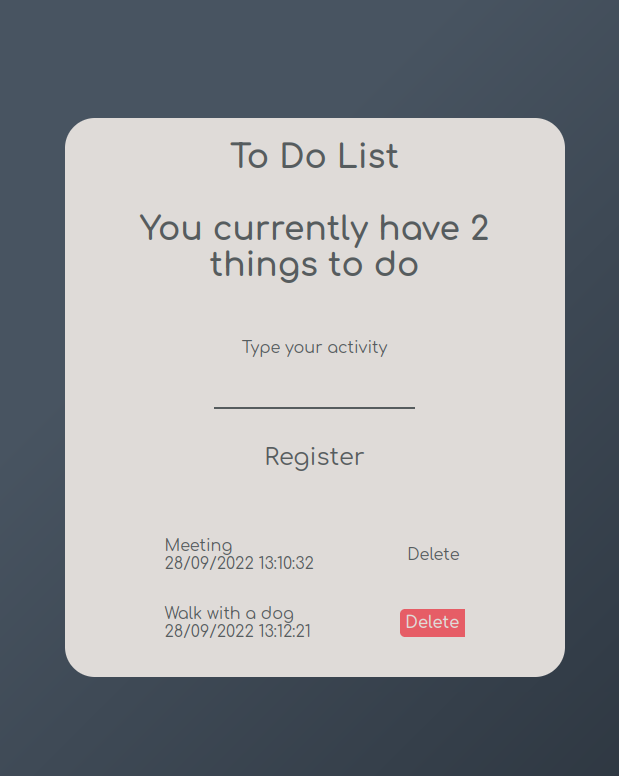 To Do List
You currently have 2
things to do
Type your activity
Register
Meeting
28/09/2022 13:10:32
Delete
Walk with a dog
28/09/2022 13:12:21
Delete